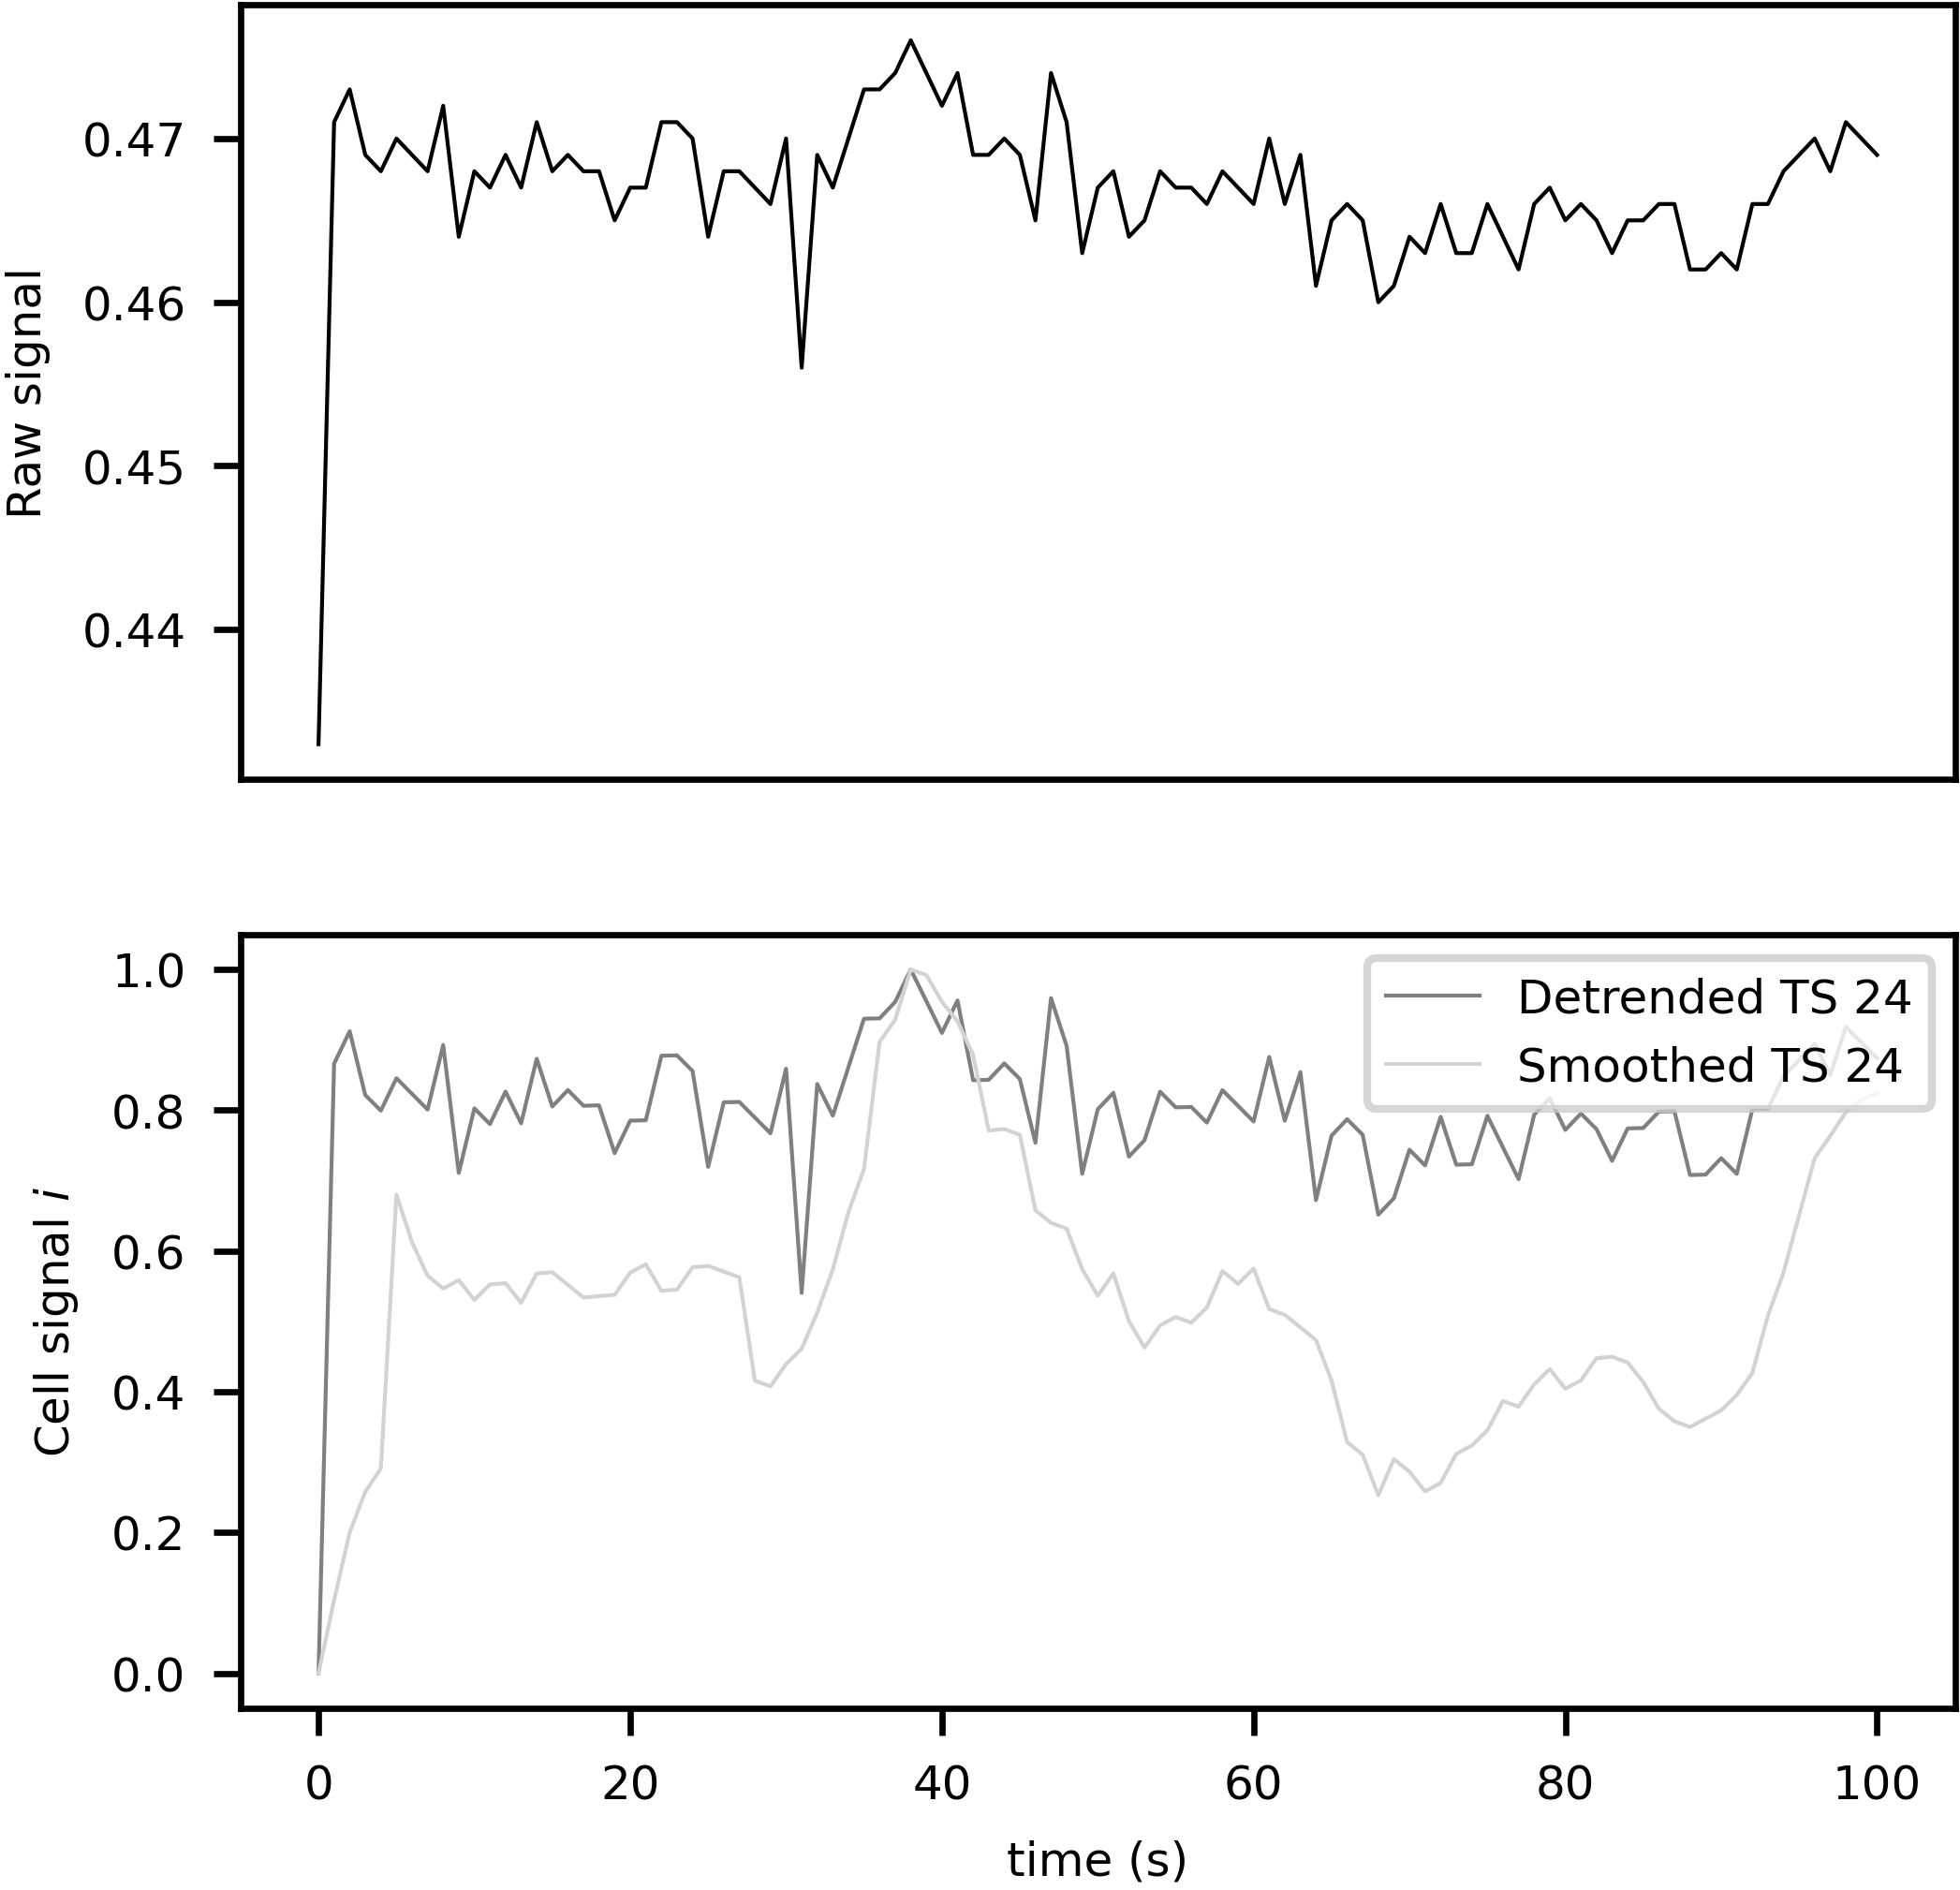 Raw signal
0.47
0.46
0.45
0.44
Cell signal i
1.0
0.8
0.6
0.4
0.2
0.0
Detrended TS 24
Smoothed TS 24
0 20 40 60 80 100
time (s)